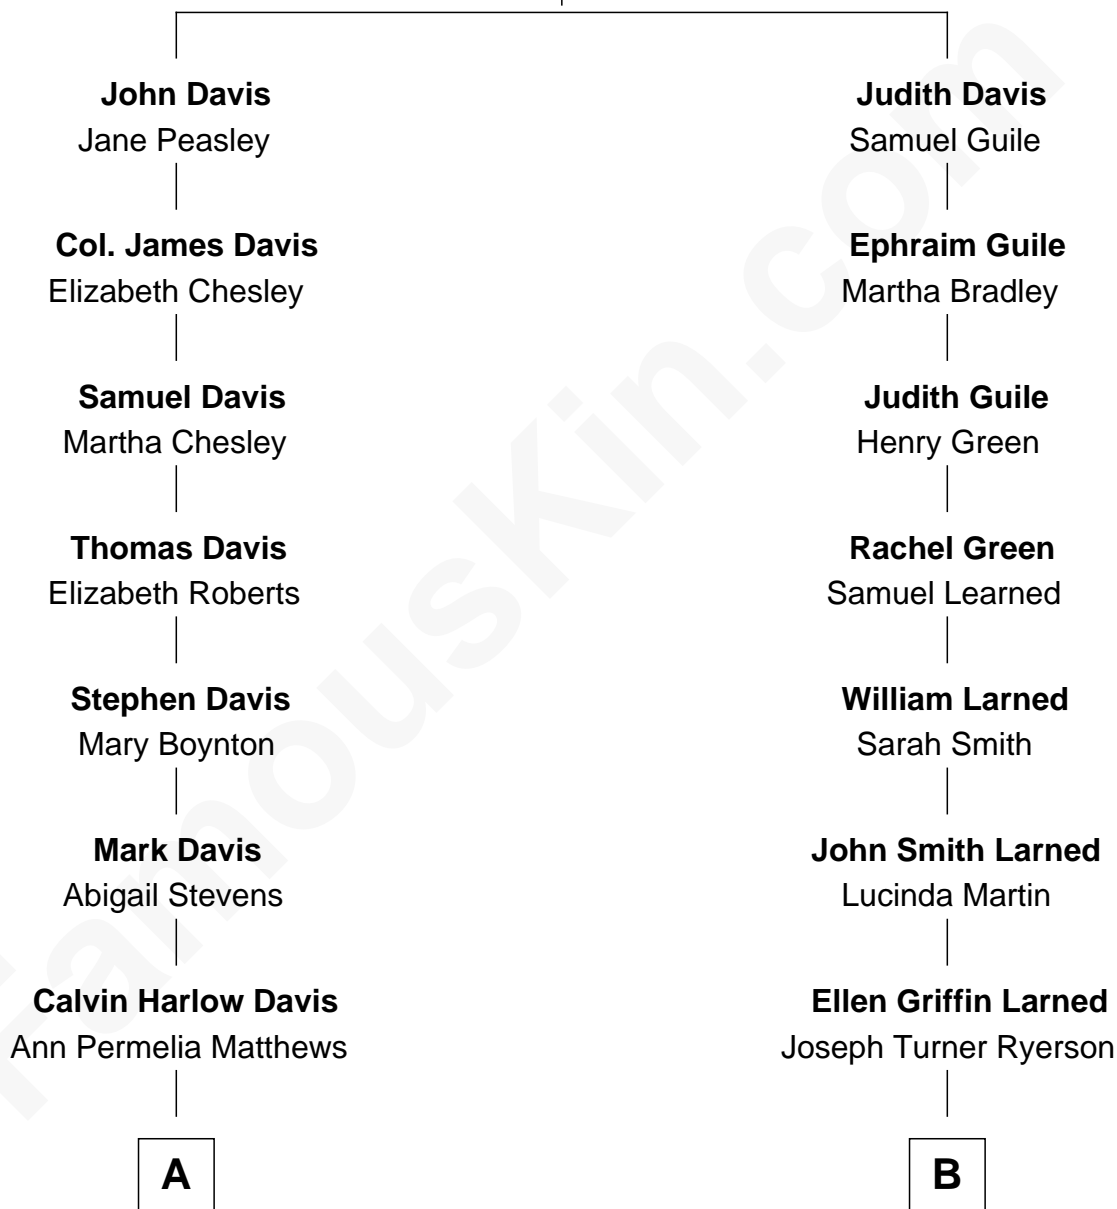 John Davis
Jane Peasley
Judith Davis
Samuel Guile
Col. James Davis
Elizabeth Chesley
Ephraim Guile
Martha Bradley
Samuel Davis
Martha Chesley
Judith Guile
Henry Green
Thomas Davis
Elizabeth Roberts
Rachel Green
Samuel Learned
Stephen Davis
Mary Boynton
William Larned
Sarah Smith
Mark Davis
Abigail Stevens
John Smith Larned
Lucinda Martin
Calvin Harlow Davis
Ann Permelia Matthews
Ellen Griffin Larned
Joseph Turner Ryerson
A
B
FamousKin.com